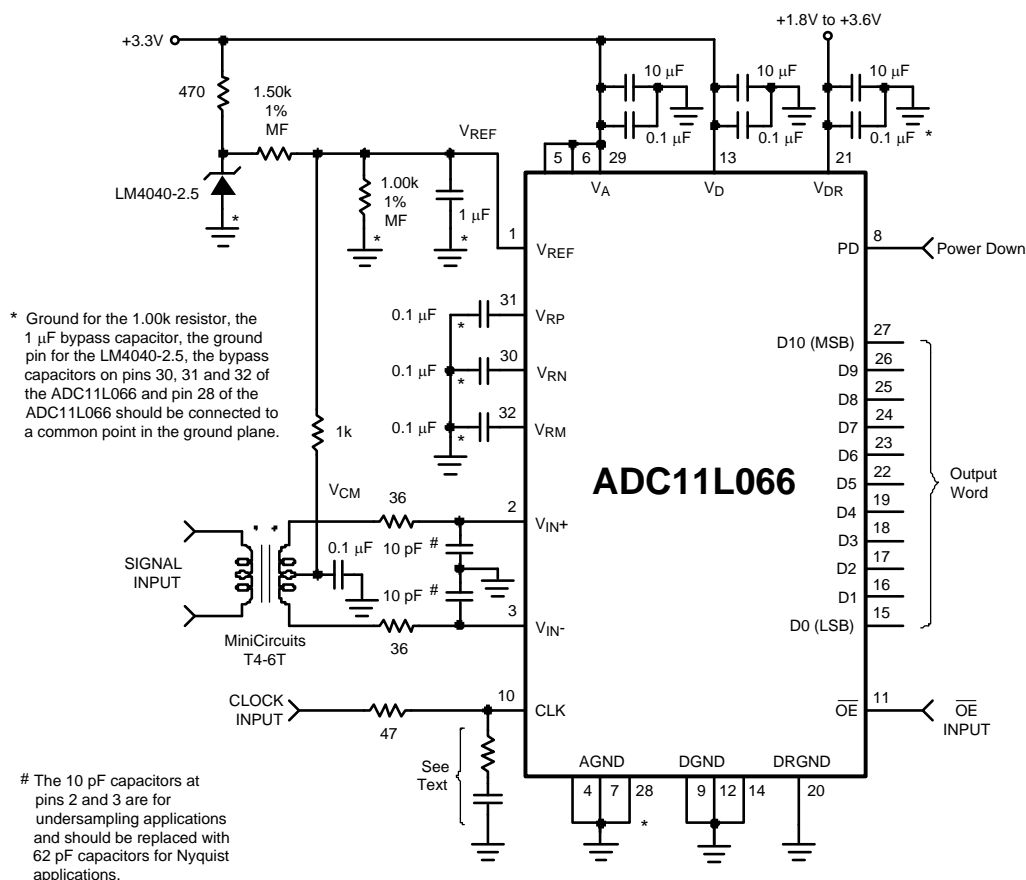 +1.8V to +3.6V
+3.3V
470
1.50k
1%
MF
10 μF
10 μF
10 μF
0.1 μF
0.1 μF
0.1 μF *
VREF
5 6 29
13
21
VA
VD
VDR
LM4040-2.5
*
1.00k
1%
MF
*
1 μF
*
1
VREF
PD
8
Power Down
* Ground for the 1.00k resistor, the
1 μF bypass capacitor, the ground
pin for the LM4040-2.5, the bypass
capacitors on pins 30, 31 and 32 of
the ADC11L066 and pin 28 of the
ADC11L066 should be connected to
a common point in the ground plane.
0.1 μF
*
31
VRP
0.1 μF
*
30
VRN
0.1 μF
*
32
VRM
D10 (MSB)
27
D9
26
D8
25
D7
24
D6
23
D5
22
D4
19
D3
18
D2
17
D1
16
D0 (LSB)
15
Output
Word
1k
ADC11L066
VCM
36
2
VIN+
SIGNAL
INPUT
0.1 μF
10 pF #
10 pF #
3
VIN-
36
MiniCircuits
T4-6T
CLOCK
INPUT
47
10
CLK
OE
11
OE
INPUT
See
Text
AGND
DGND
DRGND
4 7 28
*
9 12 14
20
# The 10 pF capacitors at
pins 2 and 3 are for
undersampling applications
and should be replaced with
62 pF capacitors for Nyquist
applications.